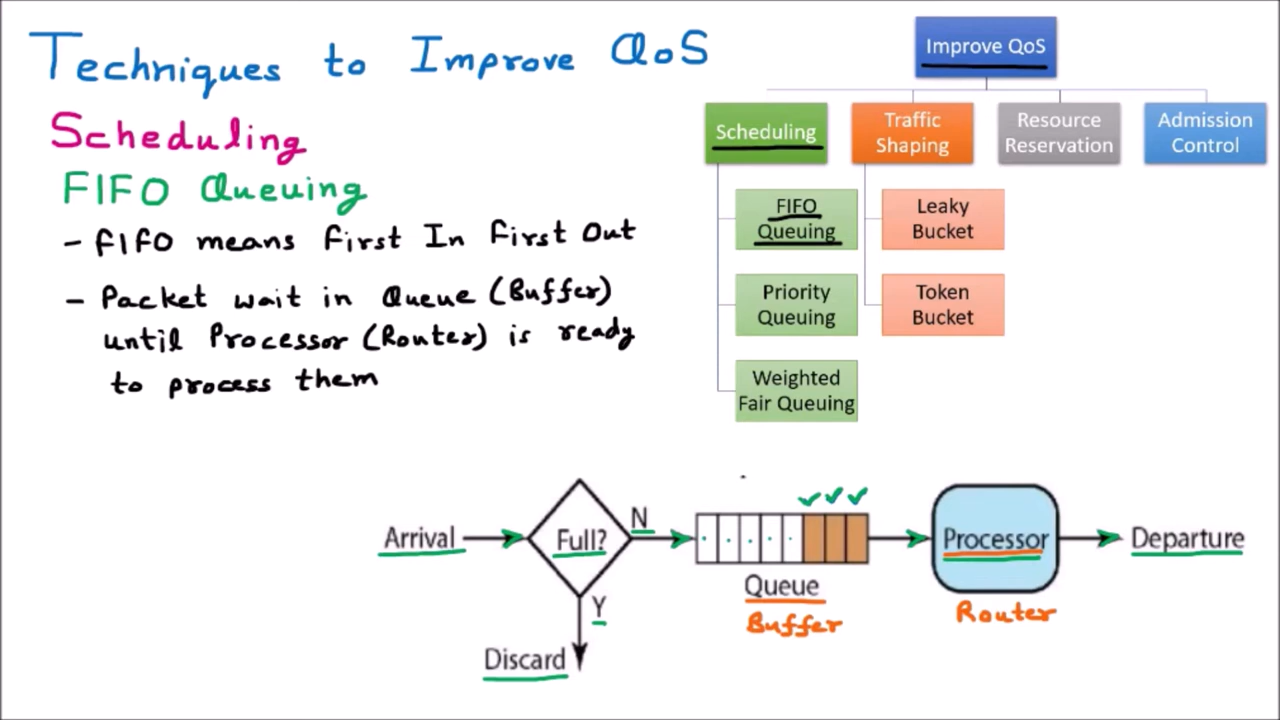 Techniques to Improve QoS
Scheduling
FIFO Queuing
- FIFO means First In First Out
- Packet wait in Queue (Buffer)
until Processor (Router) is ready
to process them
Improve QoS
Scheduling
Traffic
Shaping
Resource
Reservation
Admission
Control
FIFO
Queuing
Leaky
Bucket
Priority
Queuing
Token
Bucket
Weighted
Fair Queuing
Arrival
Full?
N
Y
Discard
Queue
Buffer
Processor
Router
Departure